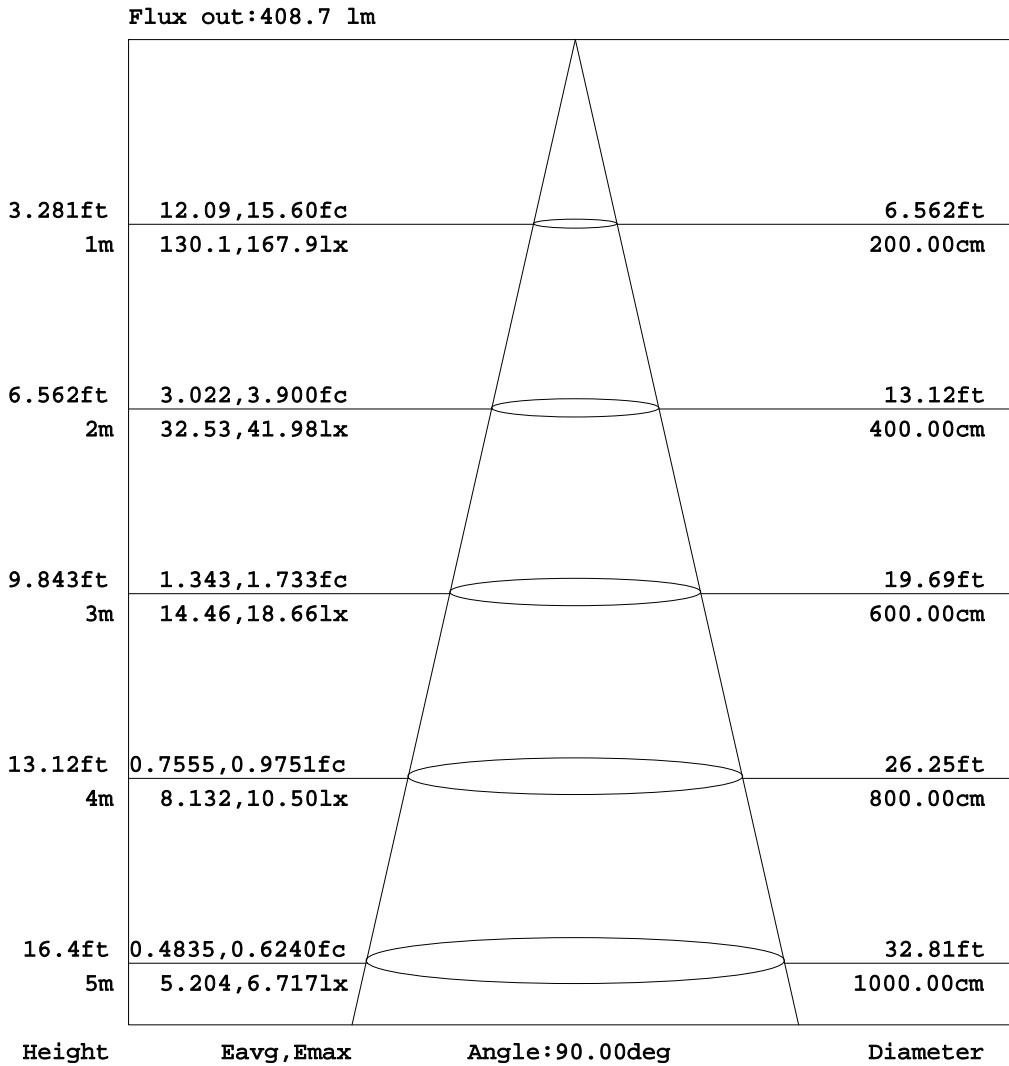 Flux out:408.7 lm
3.281ft 12.09,15.60fc 6.562ft
1m 130.1,167.9lx 200.00cm
6.562ft 3.022,3.900fc 13.12ft
2m 32.53,41.98lx 400.00cm
9.843ft 1.343,1.733fc 19.69ft
3m 14.46,18.66lx 600.00cm
13.12ft 0.7555,0.9751fc 26.25ft
4m 8.132,10.50lx 800.00cm
16.4ft 0.4835,0.6240fc 32.81ft
5m 5.204,6.717lx 1000.00cm
Height Eavg,Emax Angle:90.00deg Diameter